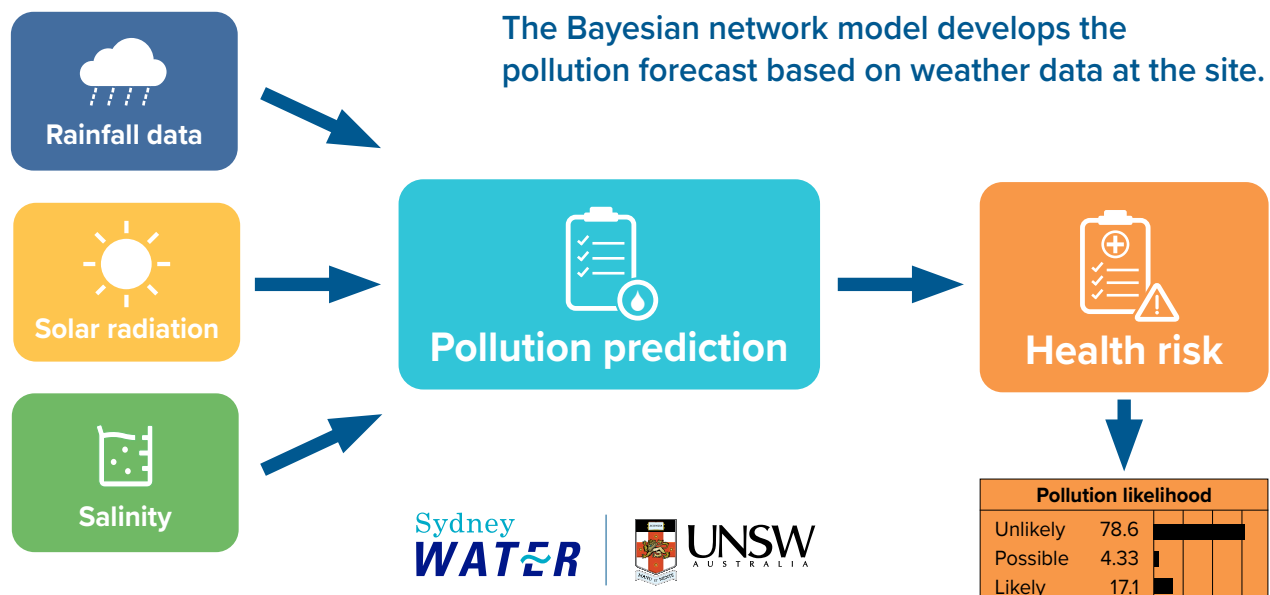 The Bayesian network model develops the
pollution forecast based on weather data at the site.
Rainfall data
Solar radiation
Salinity
Pollution prediction
Health risk
Pollution likelihood
Unlikely 78.6
Possible 4.33
Likely 17.1
Sydney
WATER
UNSW
AUSTRALIA